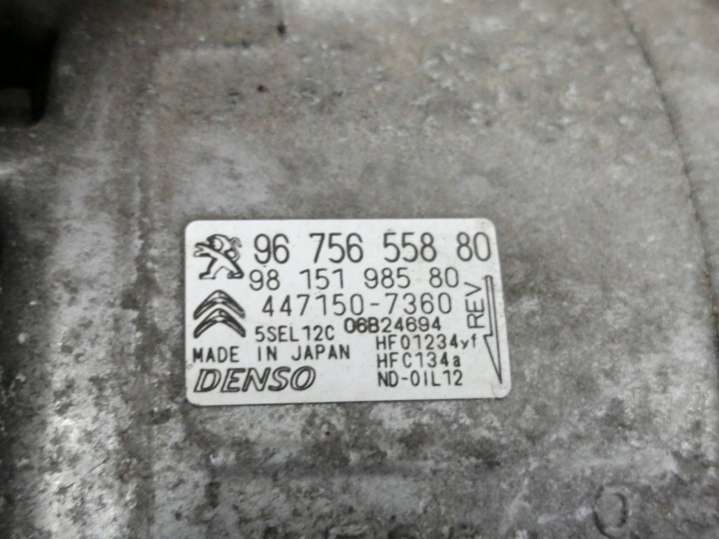 96 756 558 80
98 151 985 80
447150-7360
5SEL12C 06B24694
MADE IN JAPAN HFO1234yf
HFC134a
DENSO ND-OIL12
REV